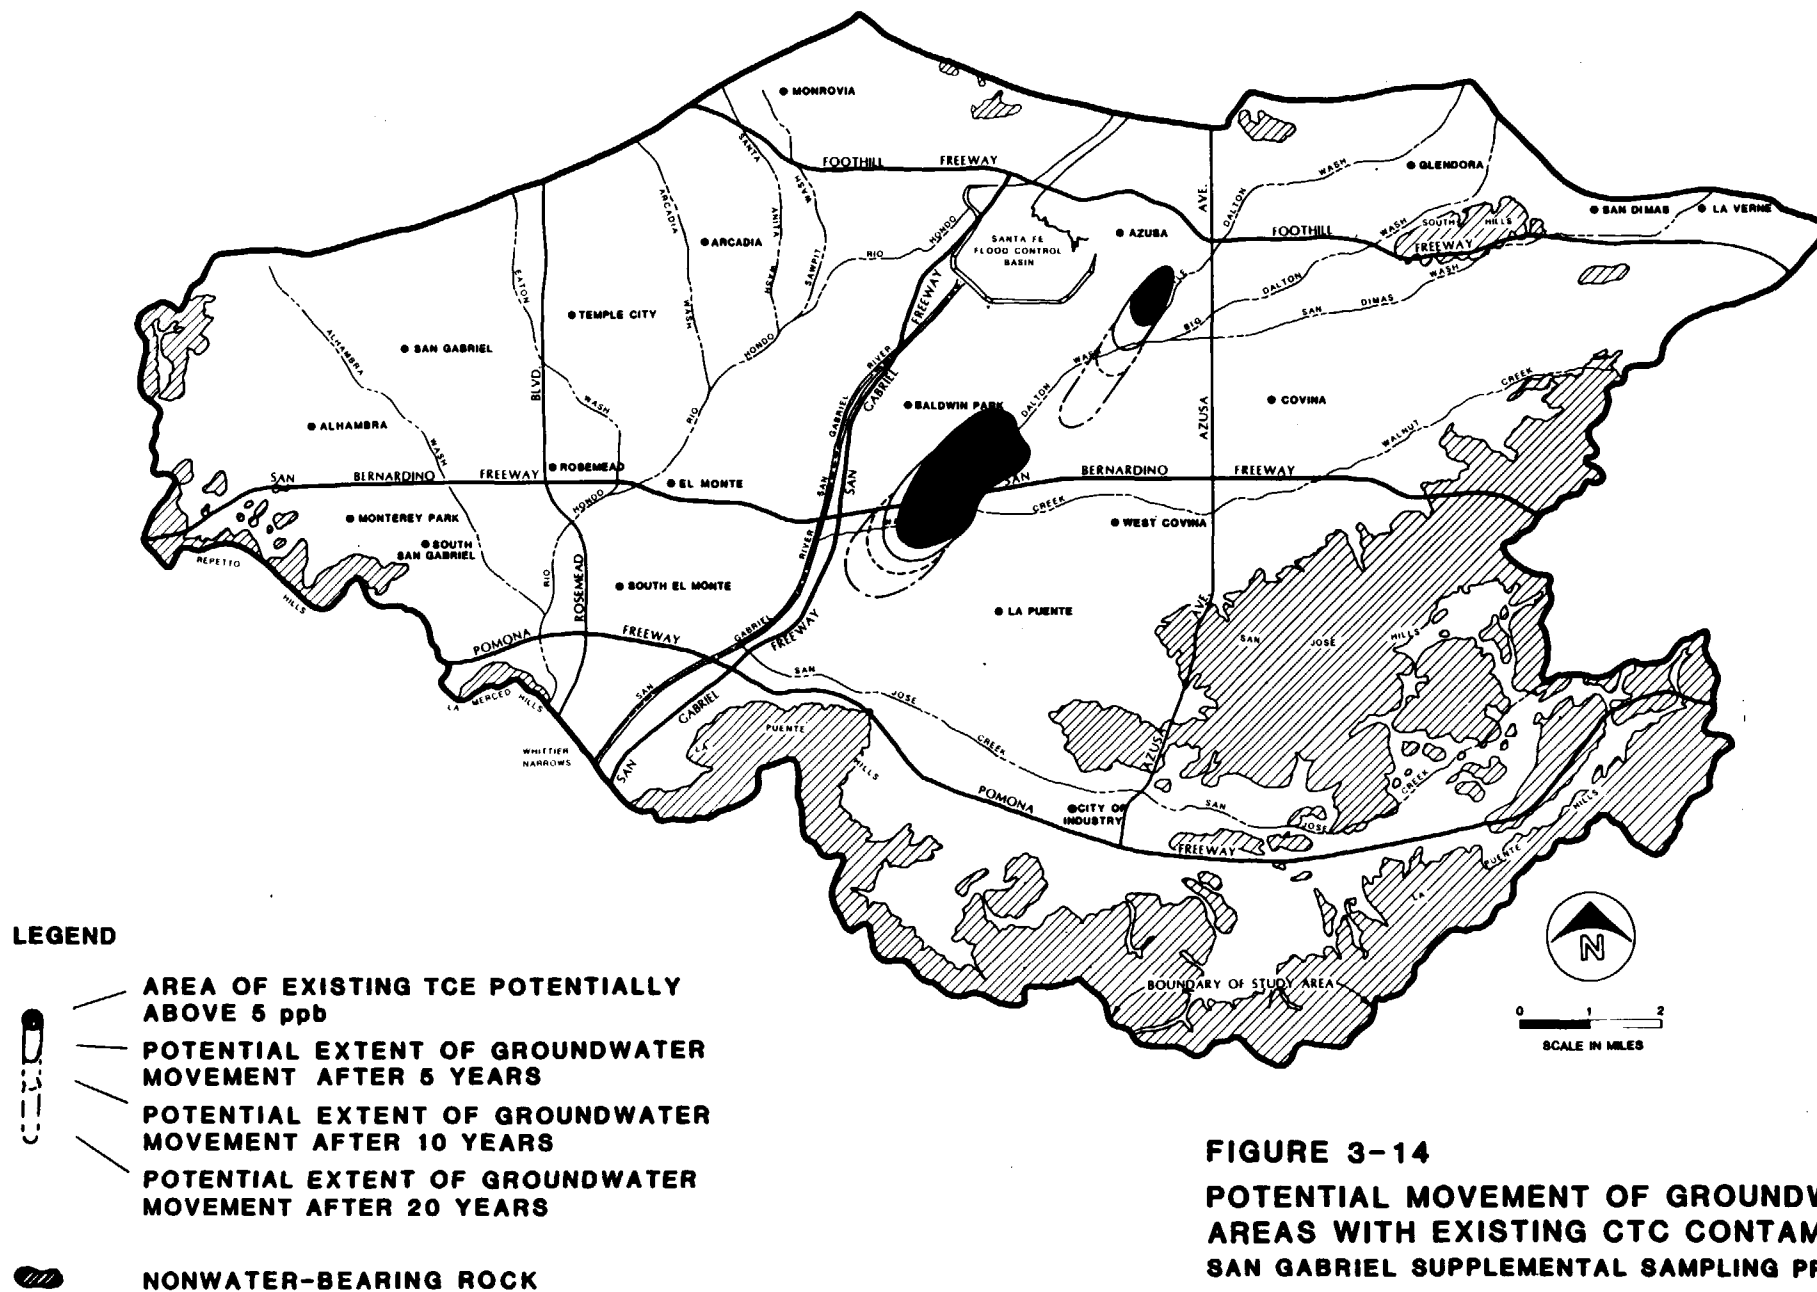 MONROVIA
SANTA
ANITA
WASH
SAWPIT
WASH
FOOTHILL FREEWAY
ARCADIA
WASH
ARCADIA
RIO
HONDO
SANTA FE
FLOOD CONTROL
BASIN
AZUSA
AVE.
DALTON
WASH
GLENDORA
SOUTH HILLS
WASH
SAN DIMAS
LA VERNE
FOOTHILL
FREEWAY
WASH
DALTON
BIG
SAN DIMAS
EATON
WASH
TEMPLE CITY
SAN GABRIEL
ALHAMBRA
WASH
BLVD.
HONDO
RIO
FREEWAY
GABRIEL
SAN
RIVER
GABRIEL
SAN
WASH
DALTON
BALDWIN PARK
AZUSA
COVINA
CREEK
WALNUT
ALHAMBRA
ROSEMEAD
SAN BERNARDINO FREEWAY
EL MONTE
HONDO
RIO
SAN BERNARDINO FREEWAY
CREEK
WEST COVINA
MONTEREY PARK
SOUTH
SAN GABRIEL
REPETTO
HILLS
ROSEMEAD
SOUTH EL MONTE
RIVER
GABRIEL
SAN
LA PUENTE
AVE.
SAN JOSE HILLS
POMONA FREEWAY
FREEWAY
GABRIEL
SAN
LA MERCED HILLS
WHITTIER
NARROWS
LA PUENTE HILLS
SAN JOSE CREEK
AZUSA
POMONA
CITY OF
INDUSTRY
SAN JOSE
CREEK
FREEWAY
LA PUENTE HILLS
BOUNDARY OF STUDY AREA
N
0 1 2
SCALE IN MILES
LEGEND
AREA OF EXISTING TCE POTENTIALLY
ABOVE 5 ppb
POTENTIAL EXTENT OF GROUNDWATER
MOVEMENT AFTER 5 YEARS
POTENTIAL EXTENT OF GROUNDWATER
MOVEMENT AFTER 10 YEARS
POTENTIAL EXTENT OF GROUNDWATER
MOVEMENT AFTER 20 YEARS
NONWATER-BEARING ROCK
FIGURE 3-14
POTENTIAL MOVEMENT OF GROUNDW
AREAS WITH EXISTING CTC CONTAM
SAN GABRIEL SUPPLEMENTAL SAMPLING PR